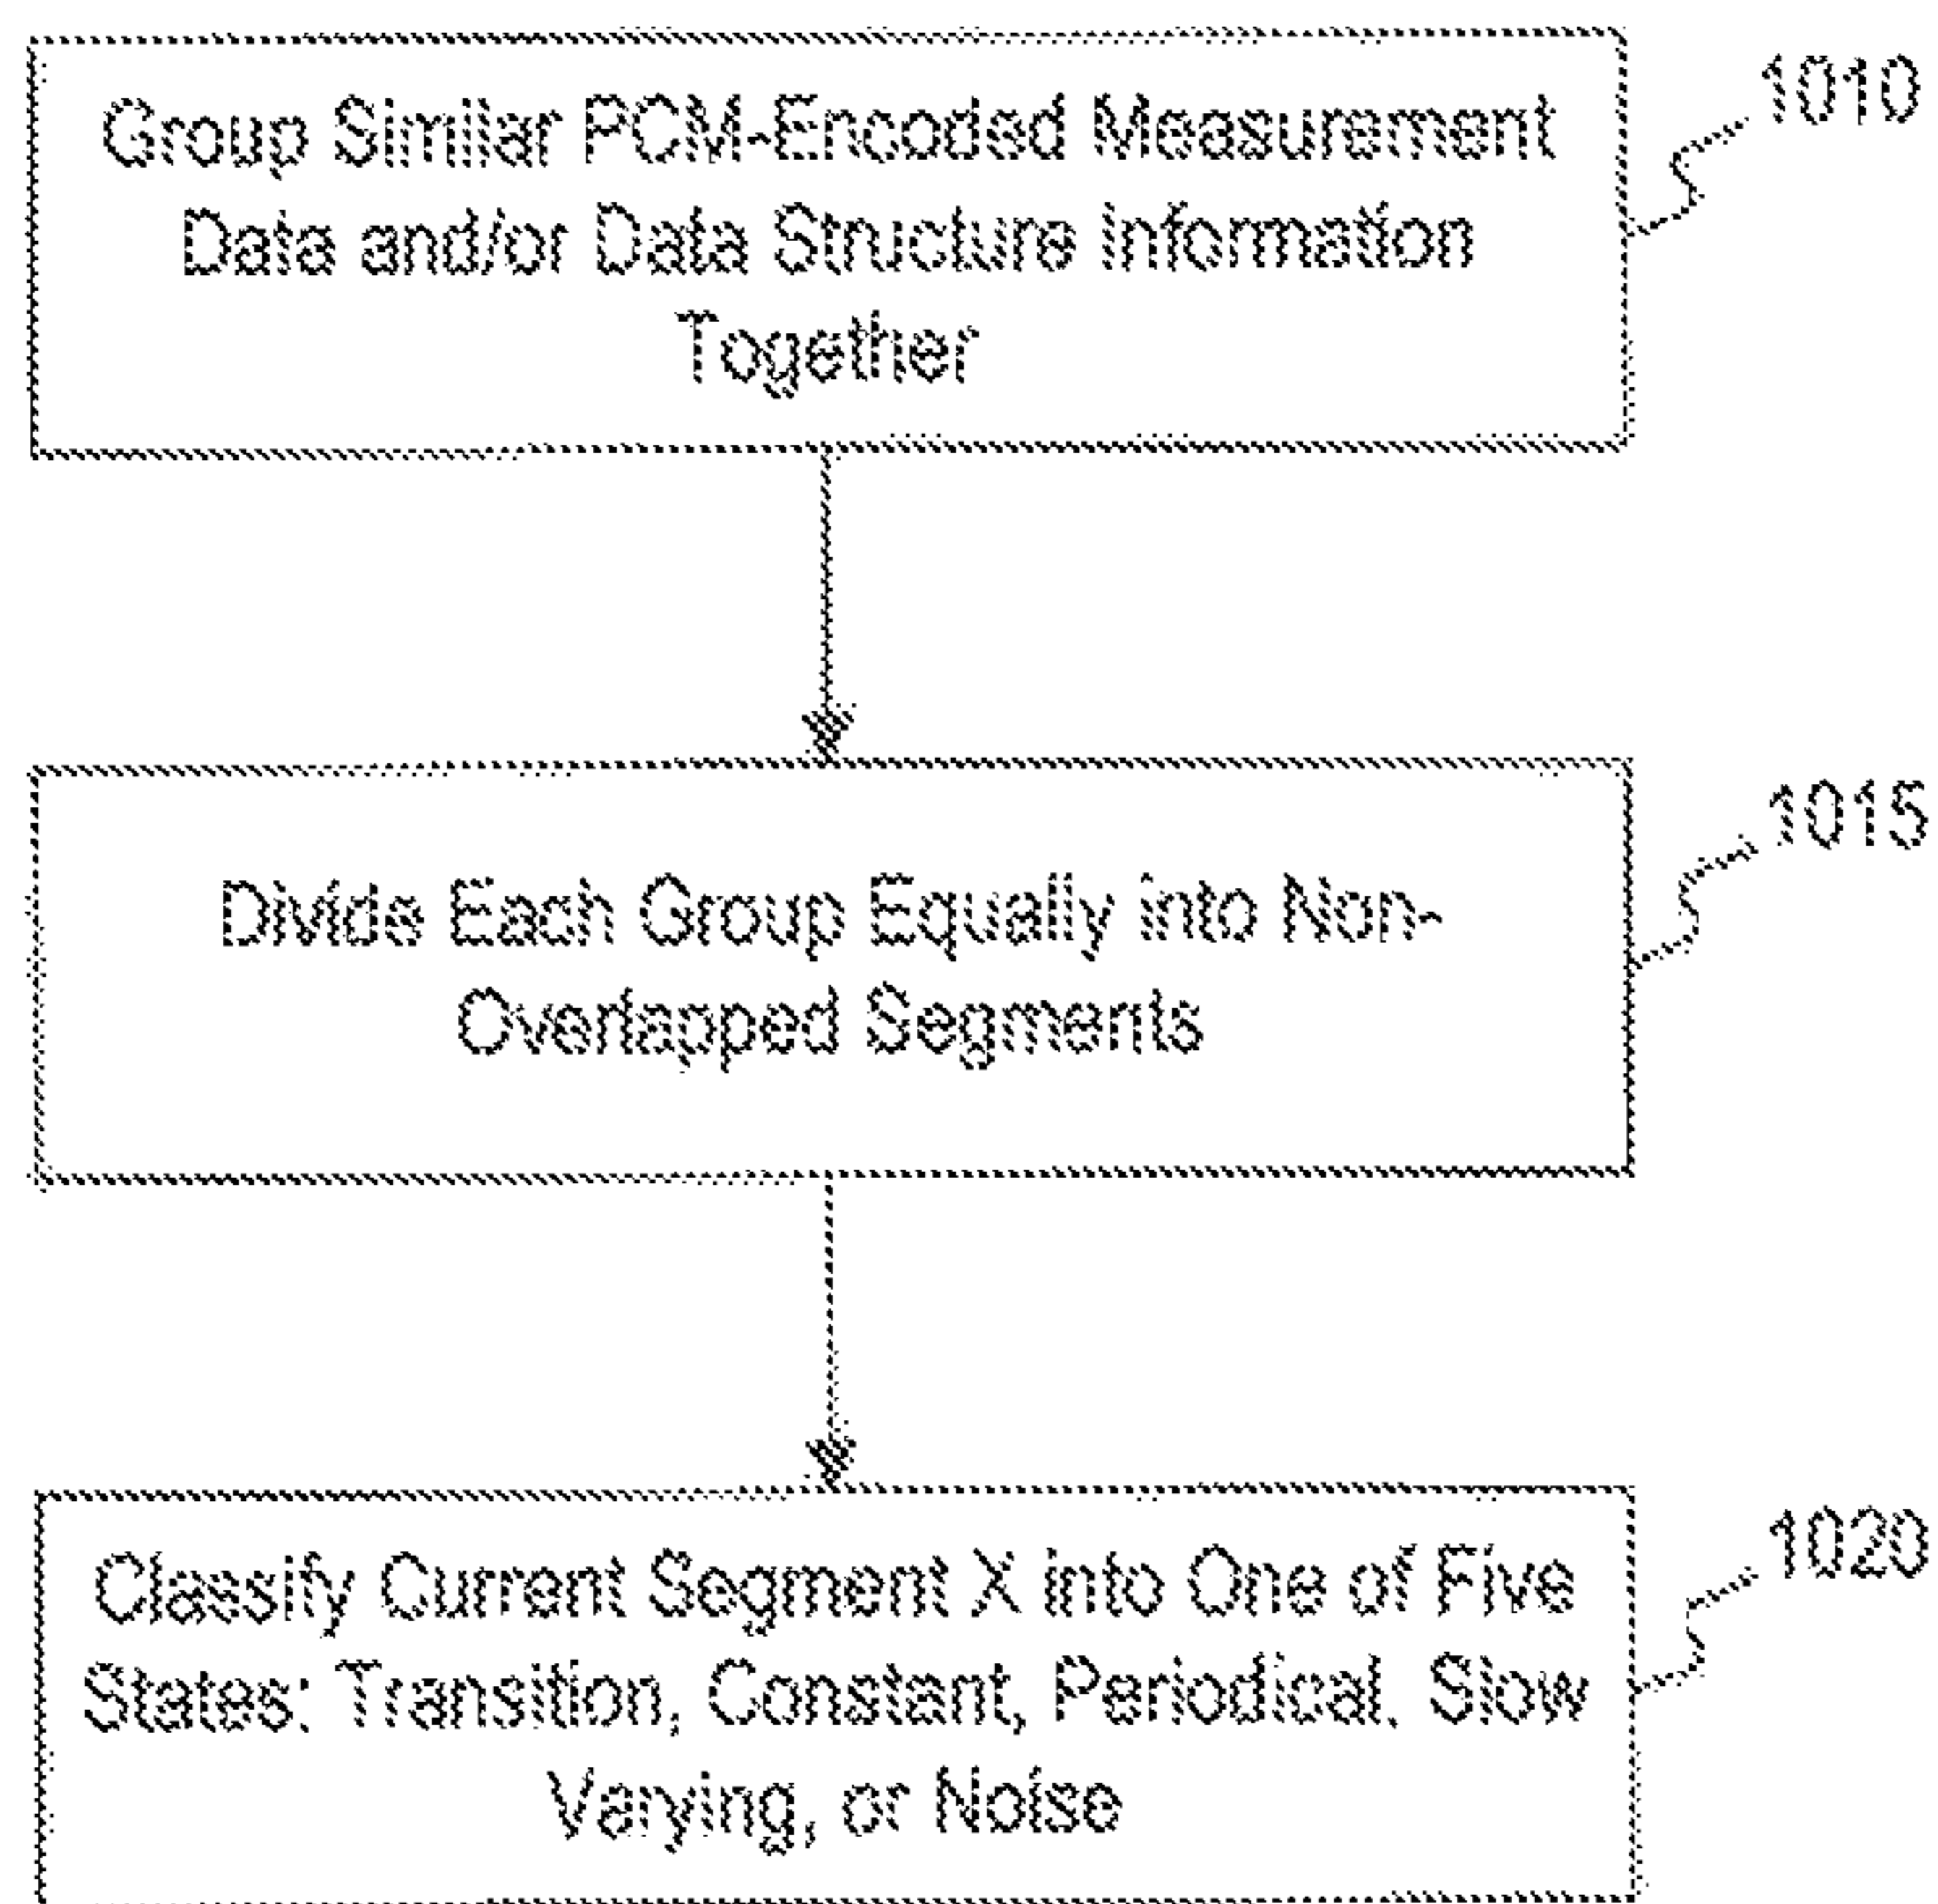 Group Similar PCM-Encoded Measurement
Data and/or Data Structure Information
Together
1010
Divide Each Group Equally into Non-
Overlapped Segments
1015
Classify Current Segment X into One of Five
States: Transition, Constant, Periodical, Slow
Varying, or Noise
1020